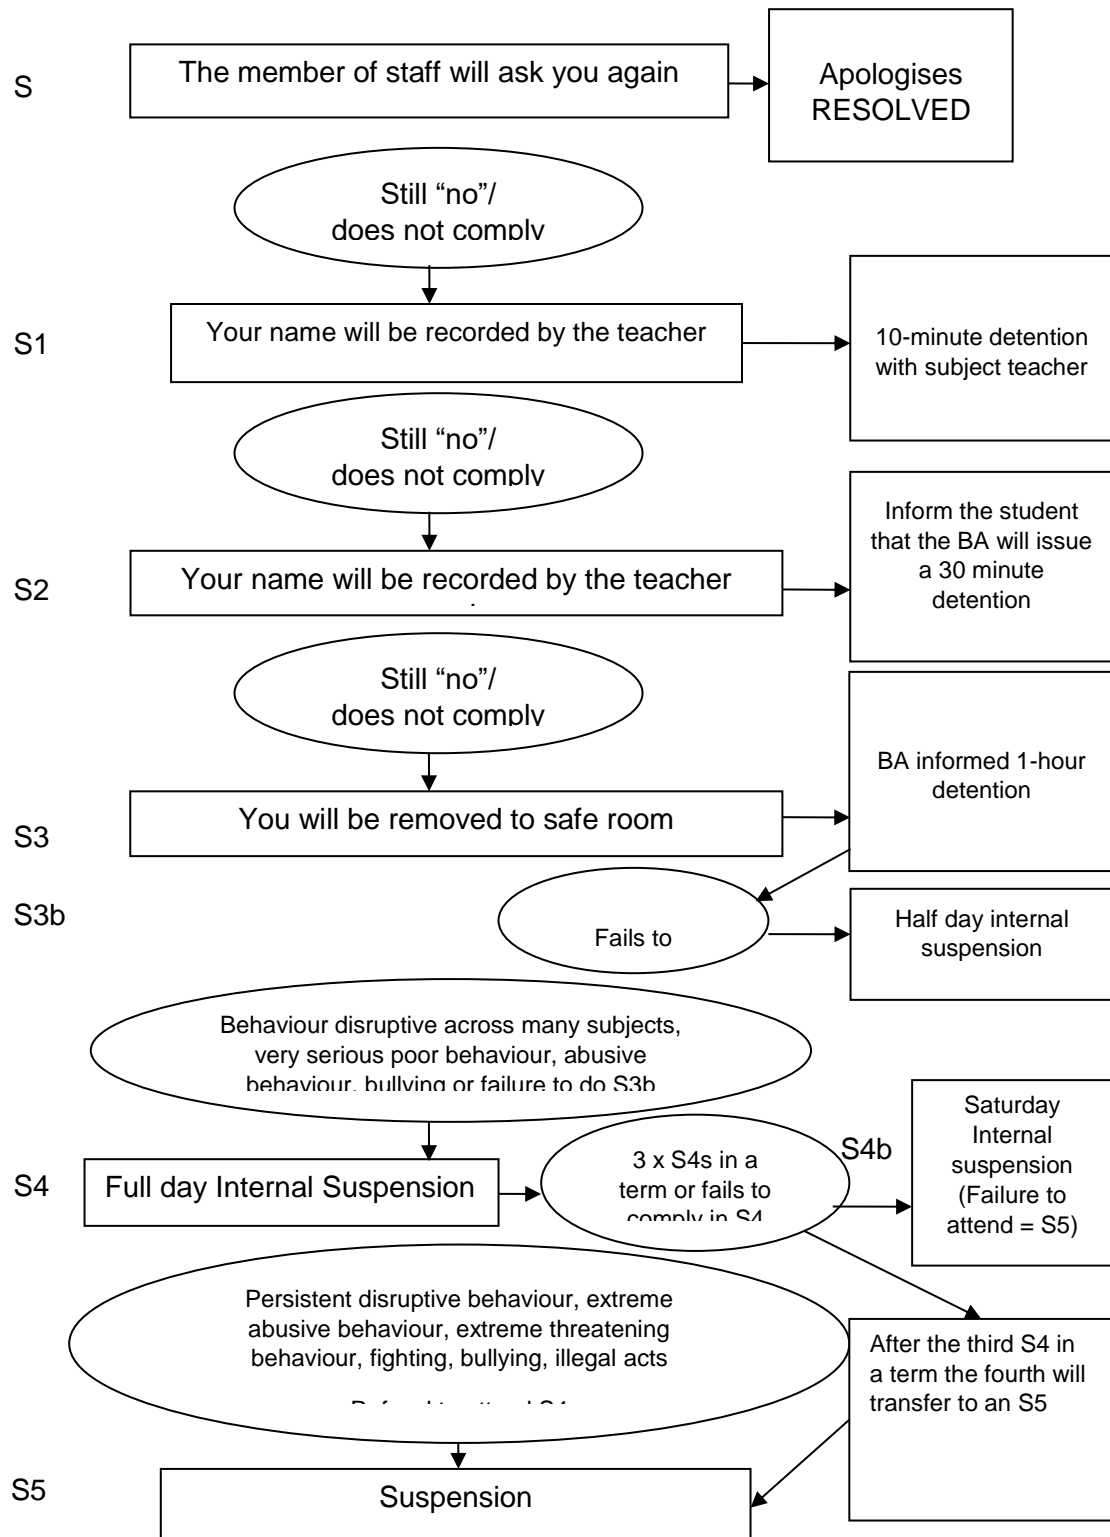 S
The member of staff will ask you again
Apologises
RESOLVED
Still “no”/
does not comply
S1
Your name will be recorded by the teacher
10-minute detention
with subject teacher
Still “no”/
does not comply
S2
Your name will be recorded by the teacher
Inform the student
that the BA will issue
a 30 minute
detention
Still “no”/
does not comply
S3
You will be removed to safe room
BA informed 1-hour
detention
S3b
Fails to
Half day internal
suspension
Behaviour disruptive across many subjects,
very serious poor behaviour, abusive
behaviour, bullying or failure to do S3b
S4
Full day Internal Suspension
3 x S4s in a
term or fails to
comply in S4
S4b
Saturday
Internal
suspension
(Failure to
attend = S5)
Persistent disruptive behaviour, extreme
abusive behaviour, extreme threatening
behaviour, fighting, bullying, illegal acts
After the third S4 in
a term the fourth will
transfer to an S5
S5
Suspension